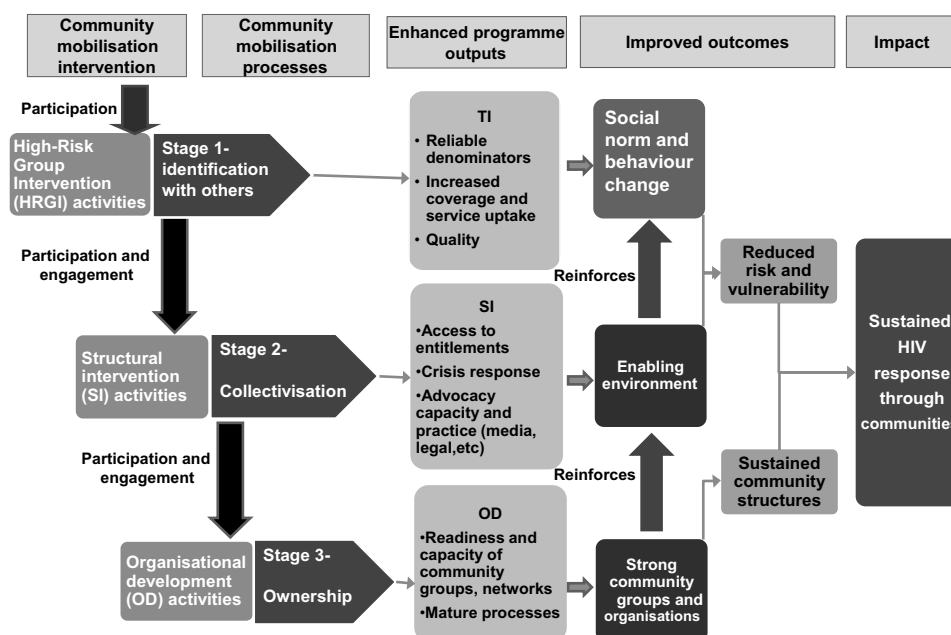 Community
mobilisation
intervention
Community
mobilisation
processes
Enhanced programme
outputs
Improved outcomes
Impact
Participation
High-Risk
Group
Intervention
(HRGI) activities
Stage 1-
identification
with others
TI
• Reliable
denominators
• Increased
coverage and
service uptake
• Quality
Social
norm and
behaviour
change
Participation and
engagement
Reinforces
Reduced
risk and
vulnerability
Structural
intervention
(SI) activities
Stage 2-
Collectivisation
SI
•Access to
entitlements
•Crisis response
•Advocacy
capacity and
practice (media,
legal,etc)
Enabling
environment
Sustained
HIV
response
through
communities
Participation and
engagement
Reinforces
Sustained
community
structures
Organisational
development
(OD) activities
Stage 3-
Ownership
OD
•Readiness and
capacity of
community
groups, networks
•Mature processes
Strong
community
groups and
organisations